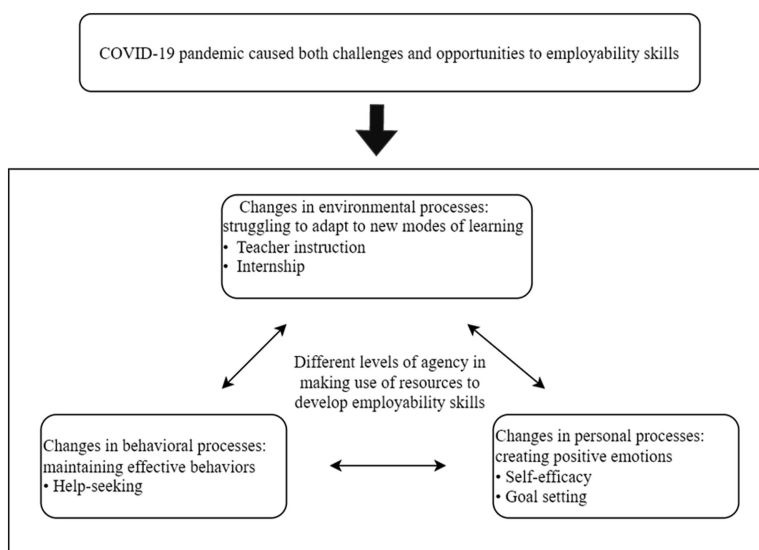 COVID-19 pandemic caused both challenges and opportunities to employability skills
Changes in environmental processes:
struggling to adapt to new modes of learning
• Teacher instruction
• Internship
Different levels of agency in
making use of resources to
develop employability skills
Changes in behavioral processes:
maintaining effective behaviors
• Help-seeking
Changes in personal processes:
creating positive emotions
• Self-efficacy
• Goal setting